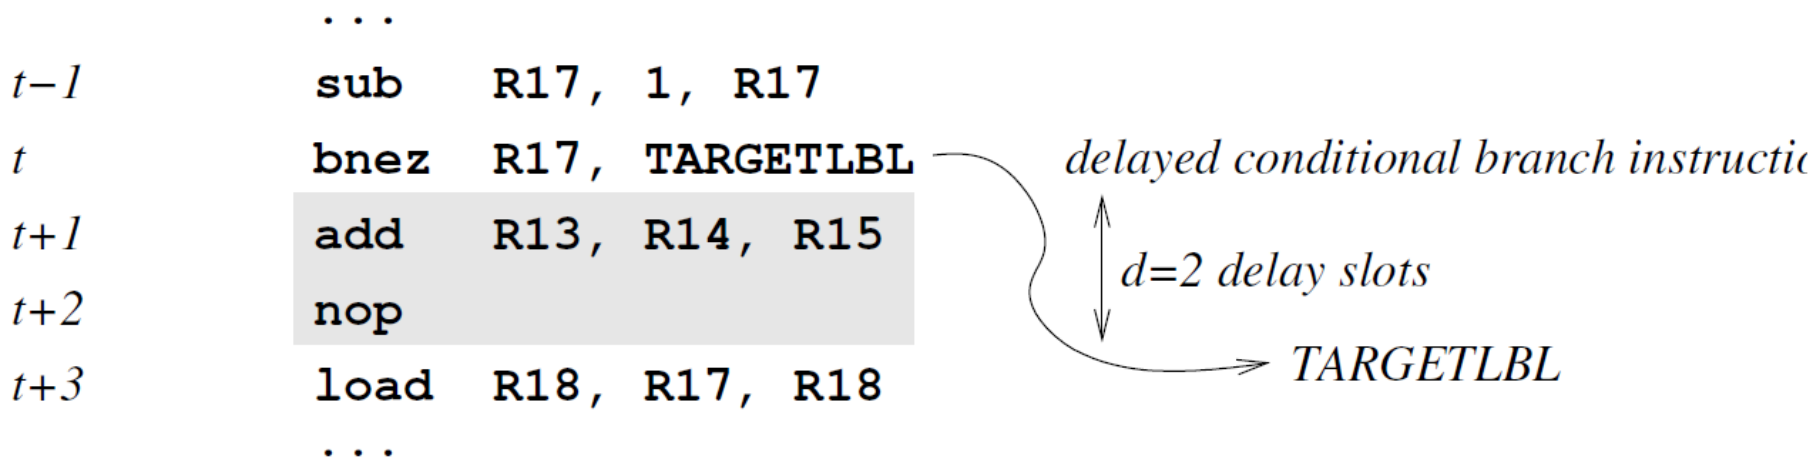 ...
t−1 sub R17, 1, R17
t bnez R17, TARGETLBL delayed conditional branch
t+1 add R13, R14, R15
d=2 delay slots
t+2 nop
TARGETLBL
t+3 load R18, R17, R18
...